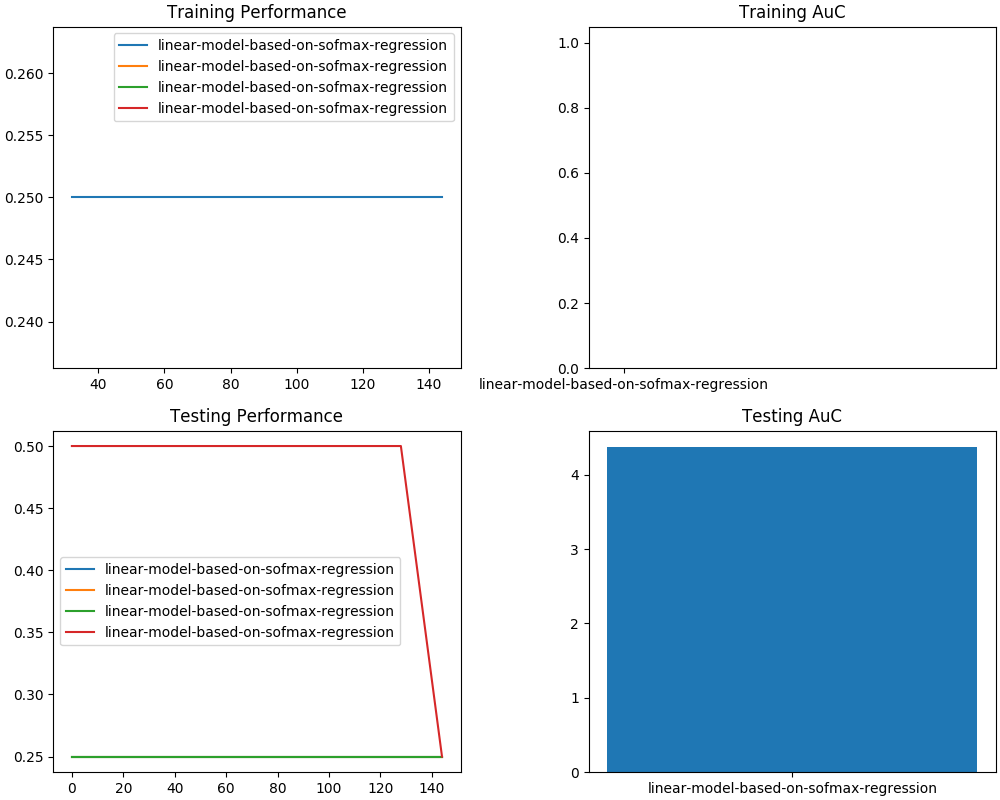 Training Performance
0.260
0.255
0.250
0.245
0.240
linear-model-based-on-sofmax-regression
linear-model-based-on-sofmax-regression
linear-model-based-on-sofmax-regression
linear-model-based-on-sofmax-regression
40 60 80 100 120 140
Training AuC
1.0
0.8
0.6
0.4
0.2
0.0
linear-model-based-on-sofmax-regression
Testing Performance
0.50
0.45
0.40
0.35
0.30
0.25
linear-model-based-on-sofmax-regression
linear-model-based-on-sofmax-regression
linear-model-based-on-sofmax-regression
linear-model-based-on-sofmax-regression
0 20 40 60 80 100 120 140
Testing AuC
4
3
2
1
0
linear-model-based-on-sofmax-regression